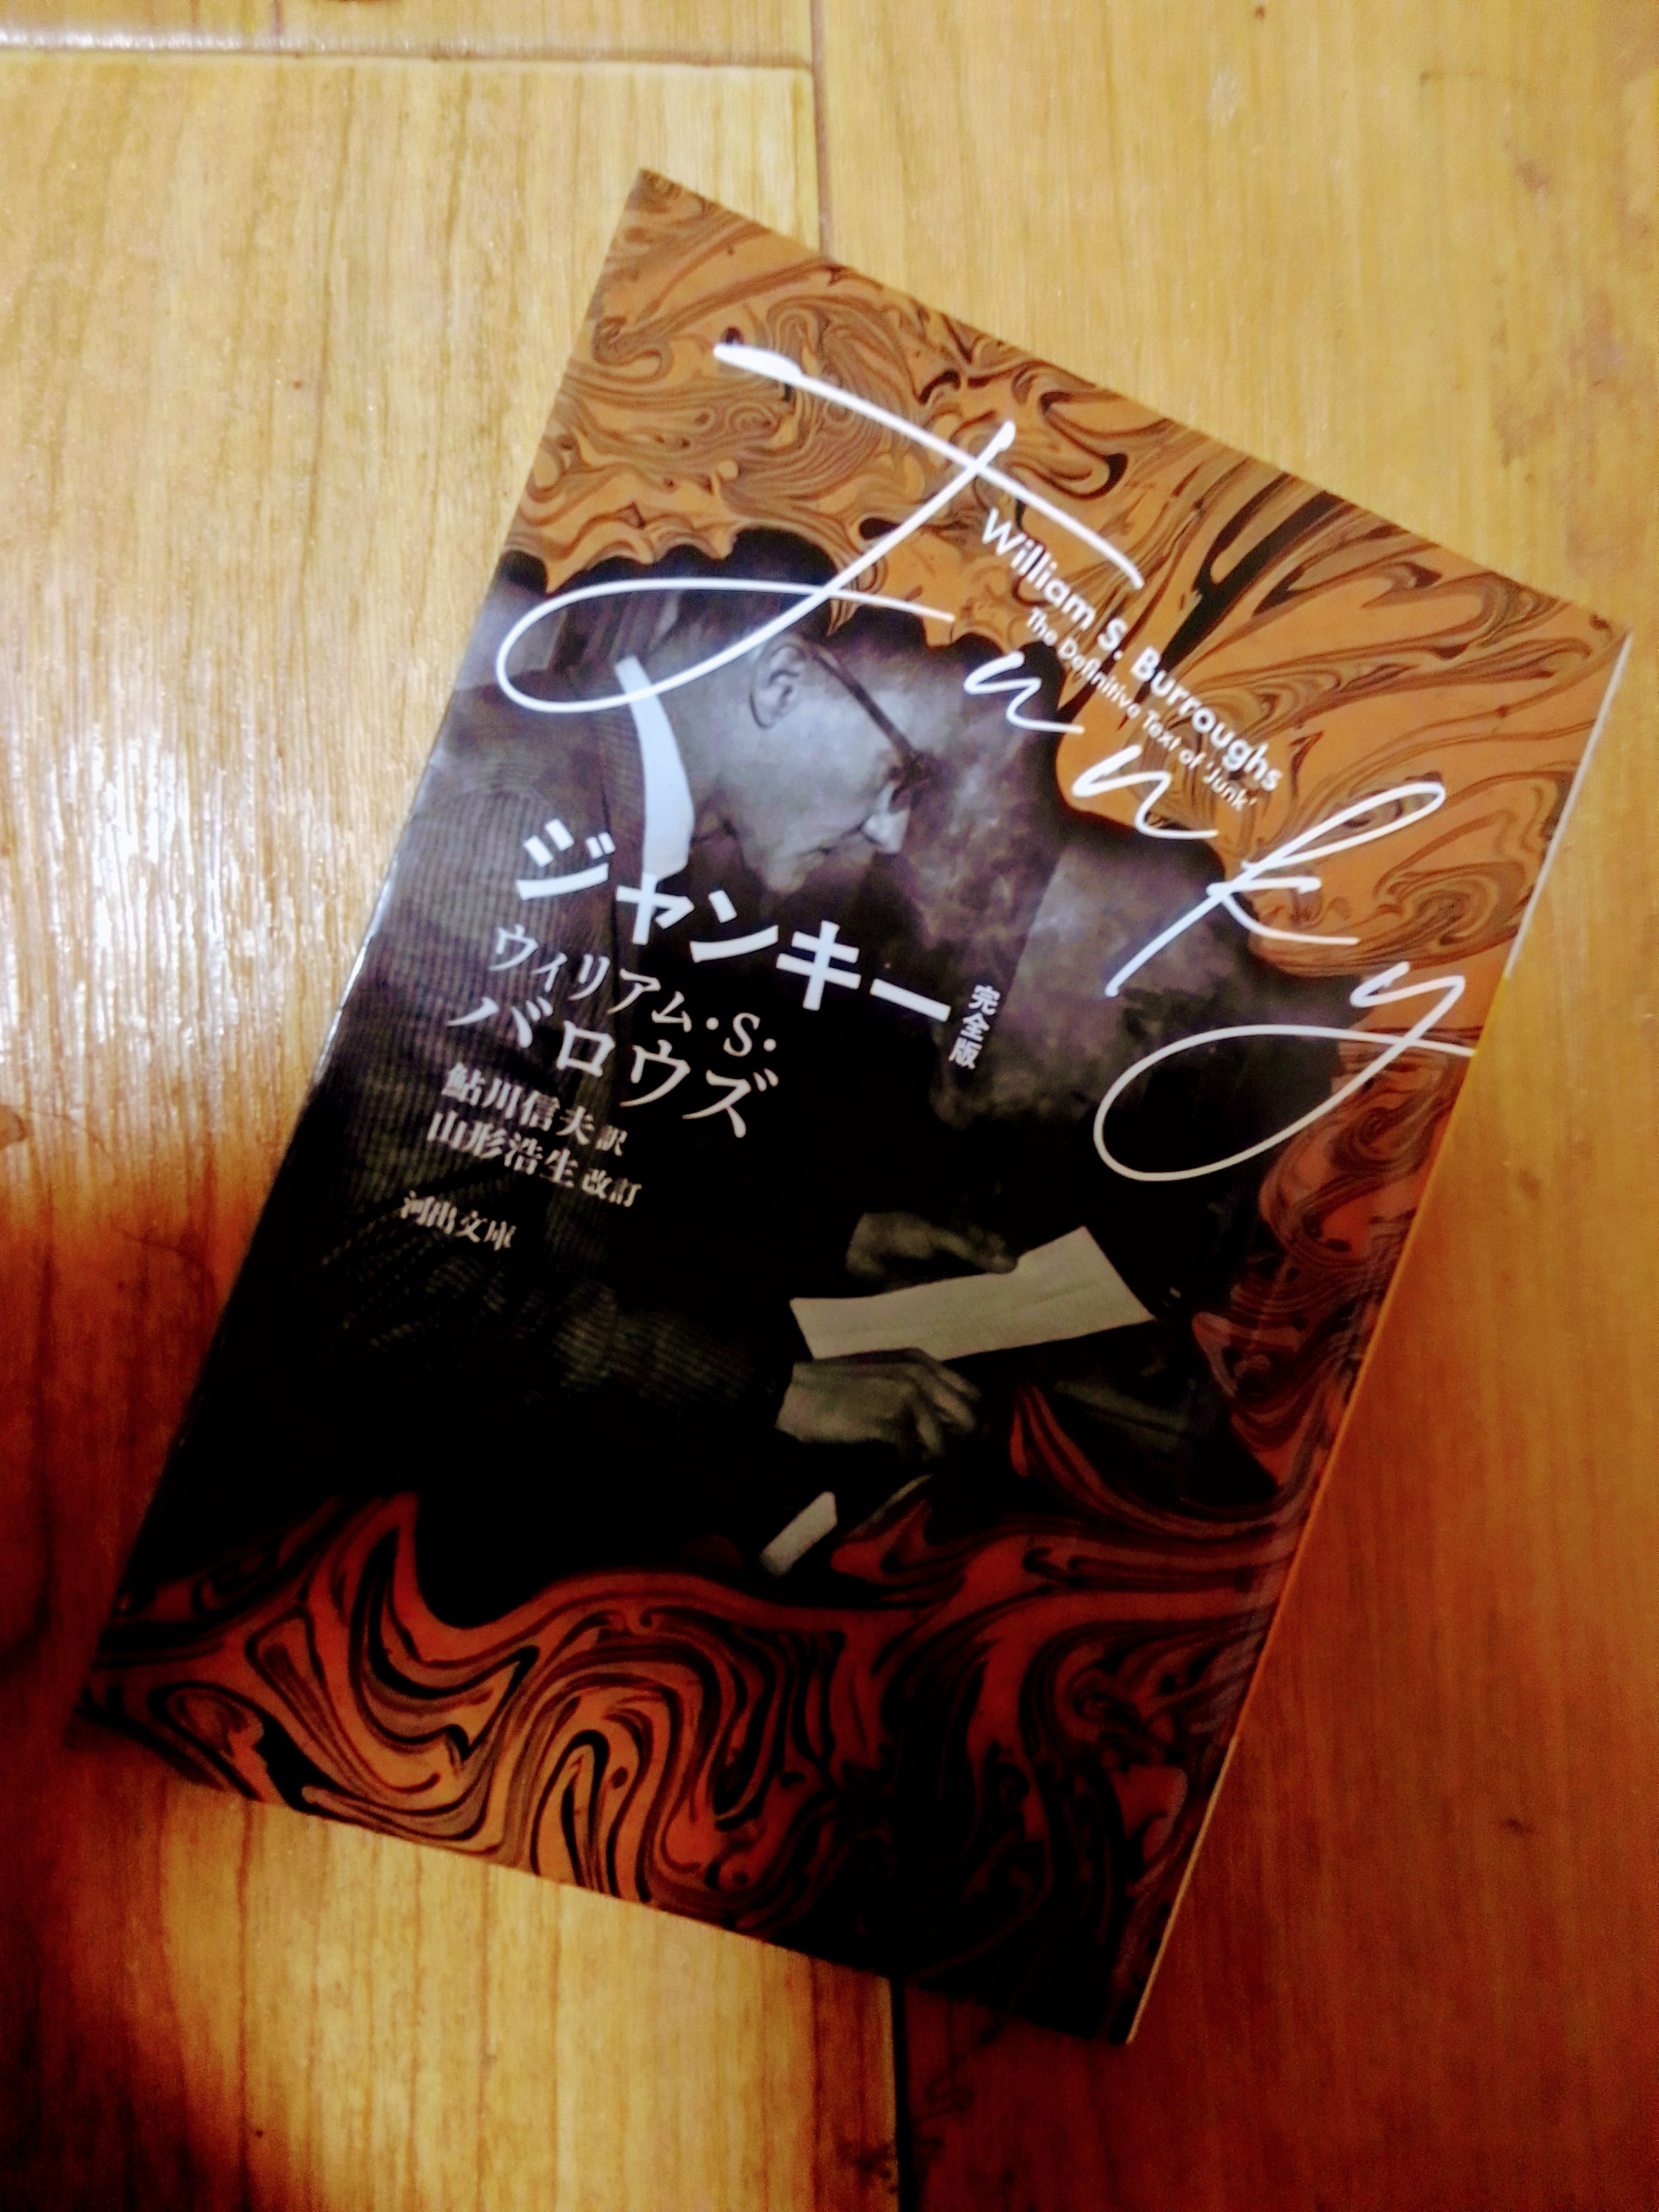 Junky
William S. Burroughs
The Definitive Text of 'Junk'
ジャンキー
完全版
ウィリアム・S.
バロウズ
鮎川信夫 訳
山形浩生 改訂
河出文庫